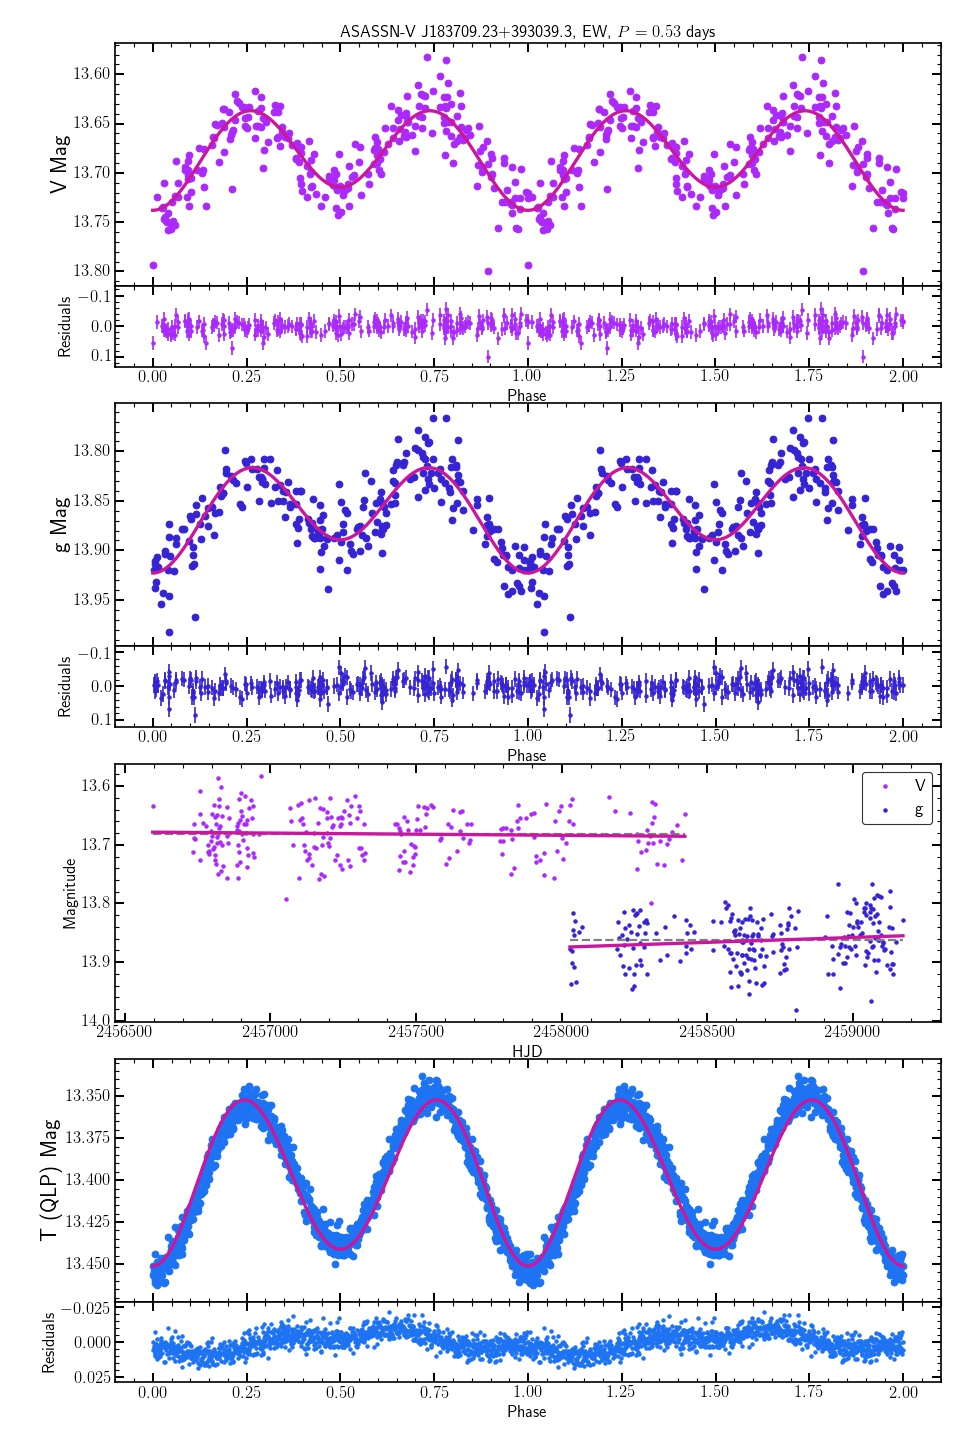 ASASSN-V J183709.23+393039.3, EW, P = 0.53 days
V Mag
13.60
13.65
13.70
13.75
13.80
Residuals
−0.1
0.0
0.1
0.00 0.25 0.50 0.75 1.00 1.25 1.50 1.75 2.00
Phase
g Mag
13.80
13.85
13.90
13.95
Residuals
−0.1
0.0
0.1
0.00 0.25 0.50 0.75 1.00 1.25 1.50 1.75 2.00
Phase
Magnitude
13.6
13.7
13.8
13.9
14.0
V
g
2456500 2457000 2457500 2458000 2458500 2459000
HJD
T (QLP) Mag
13.350
13.375
13.400
13.425
13.450
Residuals
−0.025
0.000
0.025
0.00 0.25 0.50 0.75 1.00 1.25 1.50 1.75 2.00
Phase